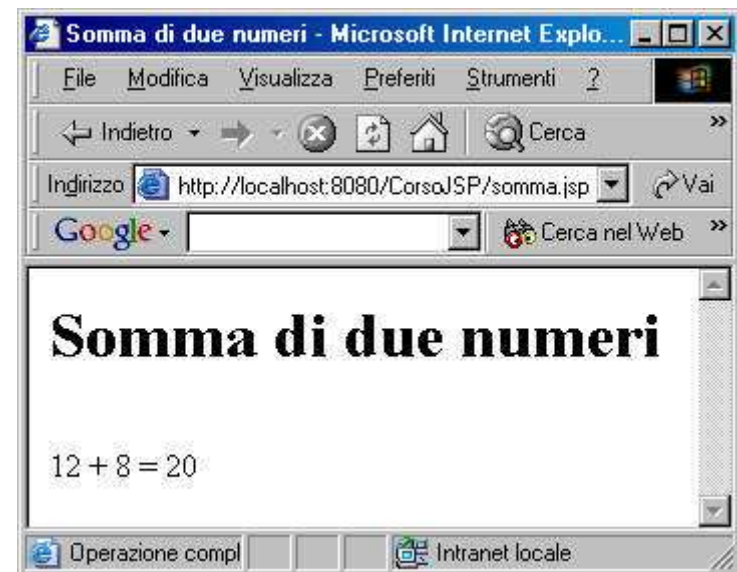 Somma di due numeri - Microsoft Internet Explo...
File Modifica Visualizza Preferiti Strumenti ?
Indietro Cerca »
Indirizzo http://localhost:8080/CorsoJSP/somma.jsp Vai
Google Cerca nel Web »
Somma di due numeri
12 + 8 = 20
Operazione compl Intranet locale